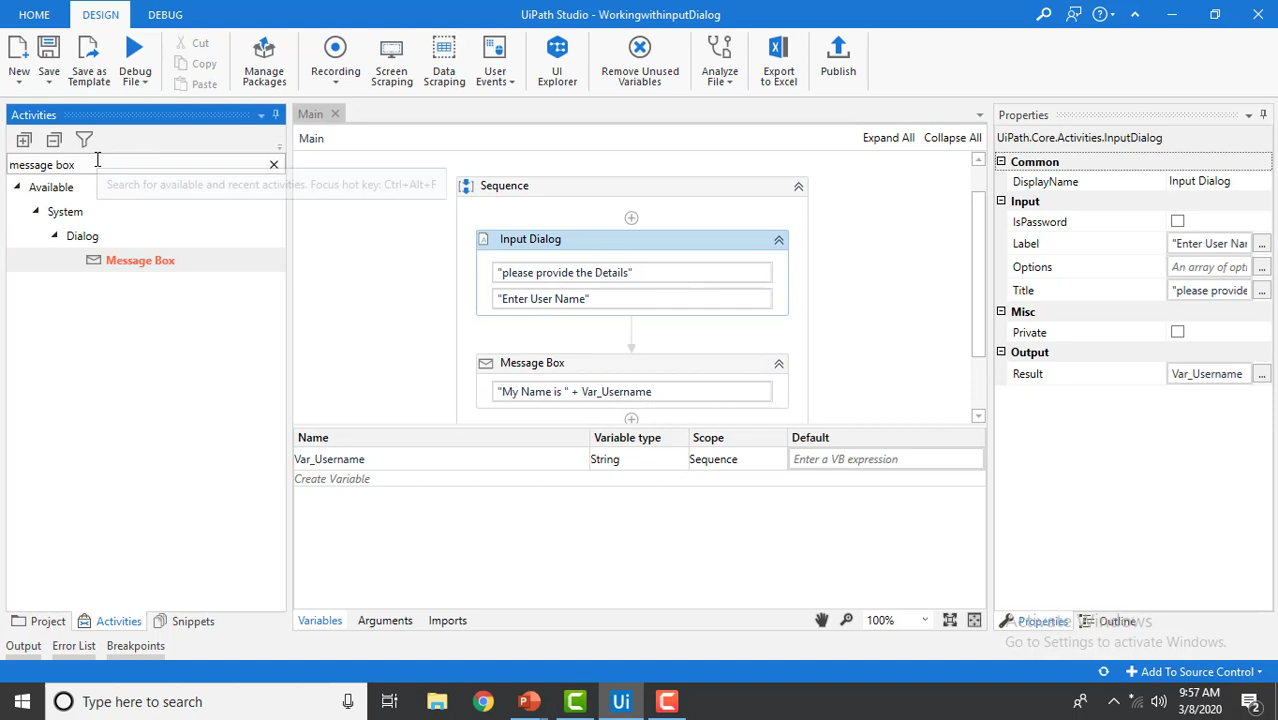 HOME
DESIGN
DEBUG
UiPath Studio - WorkingwithinputDialog
New
Save
Save as Template
Debug File
Cut
Copy
Paste
Manage Packages
Recording
Screen Scraping
Data Scraping
User Events
UI Explorer
Remove Unused Variables
Analyze File
Export to Excel
Publish
Activities
message box
Search for available and recent activities. Focus hot key: Ctrl+Alt+F
Available
System
Dialog
Message Box
Main
Main
Expand All
Collapse All
Sequence
Input Dialog
"please provide the Details"
"Enter User Name"
Message Box
"My Name is " + Var_Username
Name
Variable type
Scope
Default
Var_Username
String
Sequence
Enter a VB expression
Create Variable
Variables
Arguments
Imports
100%
Properties
UiPath.Core.Activities.InputDialog
Common
DisplayName
Input Dialog
Input
IsPassword
Label
"Enter User Nar
...
Options
An array of opti
...
Title
"please provide
...
Misc
Private
Output
Result
Var_Username
...
Project
Activities
Snippets
Properties
Outline
Activate Windows
Go to Settings to activate Windows.
Output
Error List
Breakpoints
Add To Source Control
Type here to search
Ui
9:57 AM
3/8/2020
2